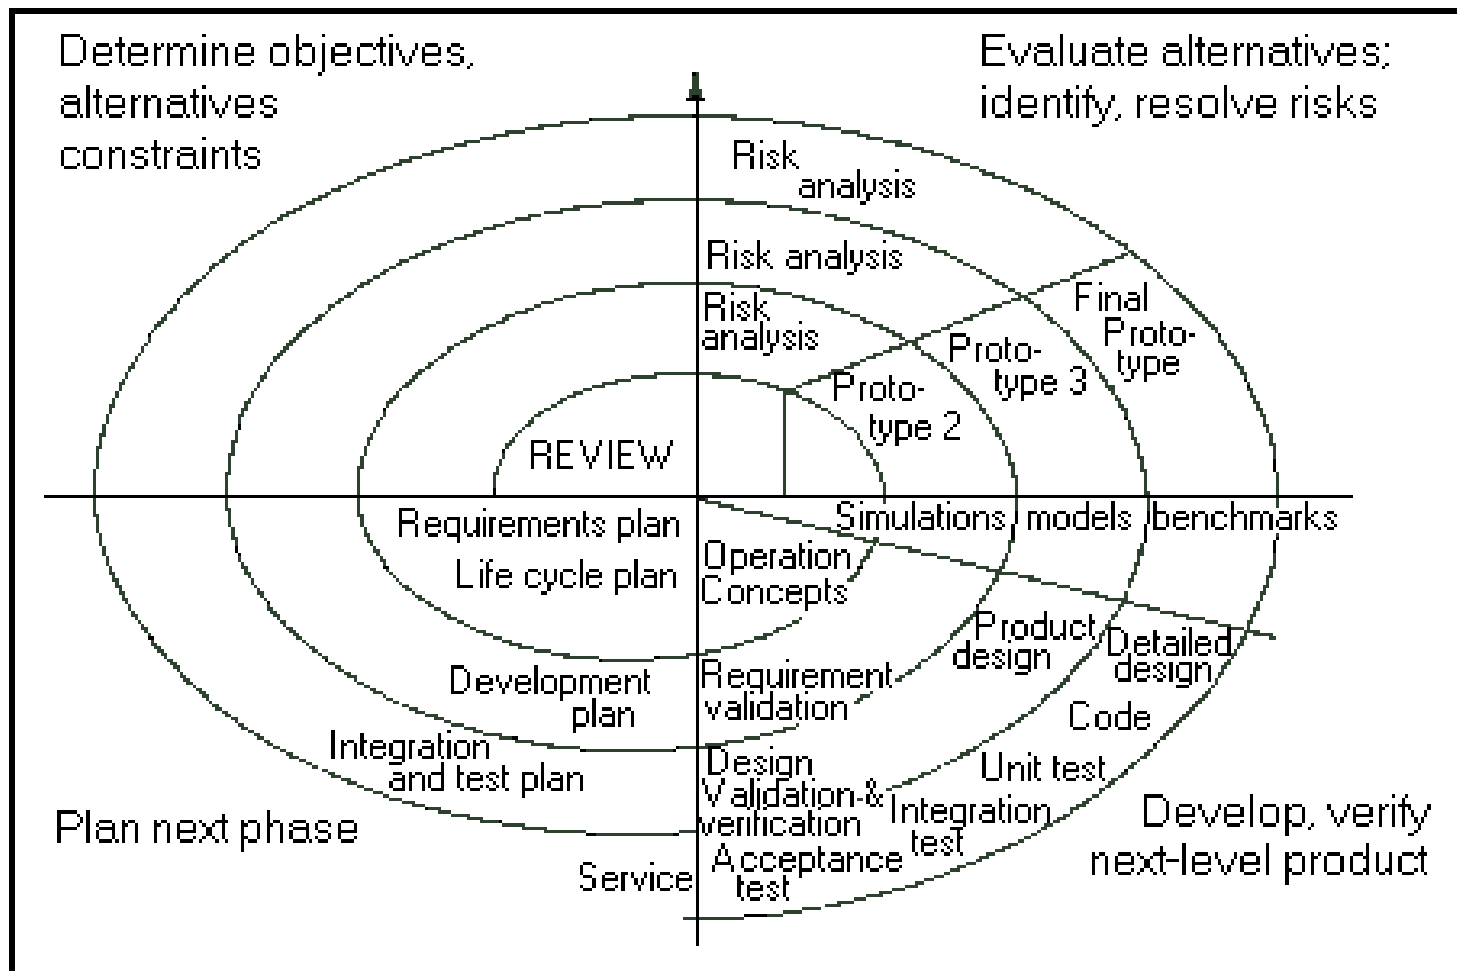 Determine objectives,
alternatives
constraints
Evaluate alternatives;
identify, resolve risks
Risk
analysis
Risk analysis
Risk
analysis
Final
Proto-
type
Proto-
type 3
Proto-
type 2
REVIEW
Requirements plan
Life cycle plan
Simulations models benchmarks
Operation
Concepts
Product
design
Detailed
design
Development
plan
Requirement
validation
Code
Integration
and test plan
Design
Validation-&
verification
Unit test
Integration
test
Acceptance
test
Service
Plan next phase
Develop, verify
next-level product